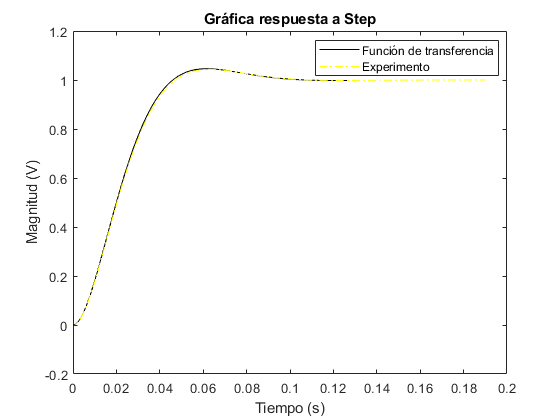 Gráfica respuesta a Step
Función de transferencia
Experimento
Magnitud (V)
1.2
1
0.8
0.6
0.4
0.2
0
-0.2
0 0.02 0.04 0.06 0.08 0.1 0.12 0.14 0.16 0.18 0.2
Tiempo (s)